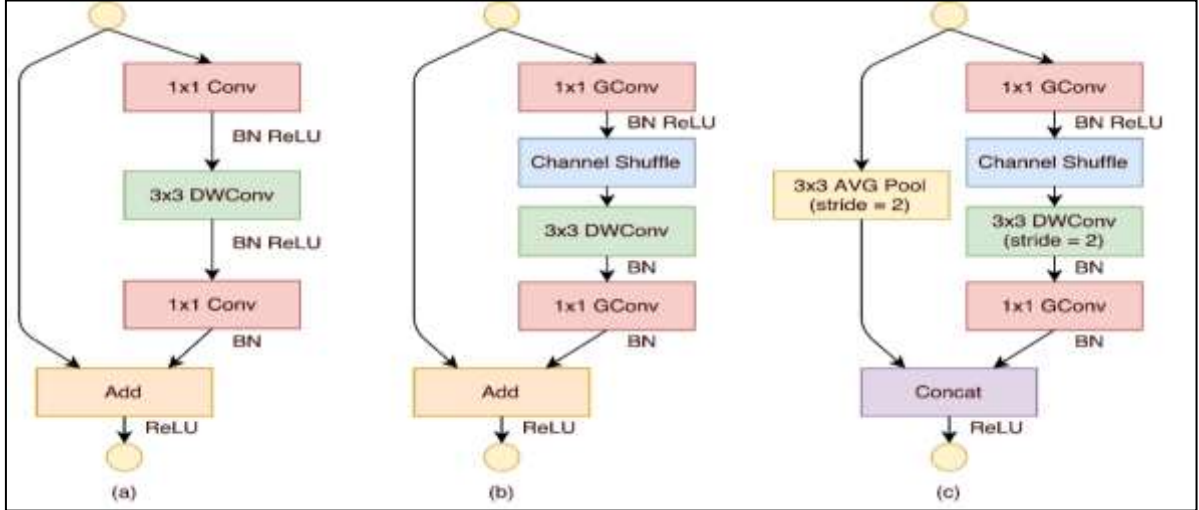 1x1 Conv
BN ReLU
3x3 DWConv
BN ReLU
1x1 Conv
BN
Add
ReLU
(a)
1x1 GConv
BN ReLU
Channel Shuffle
3x3 DWConv
BN
1x1 GConv
BN
Add
ReLU
(b)
1x1 GConv
BN ReLU
Channel Shuffle
3x3 AVG Pool
(stride = 2)
3x3 DWConv
(stride = 2)
BN
1x1 GConv
BN
Concat
ReLU
(c)